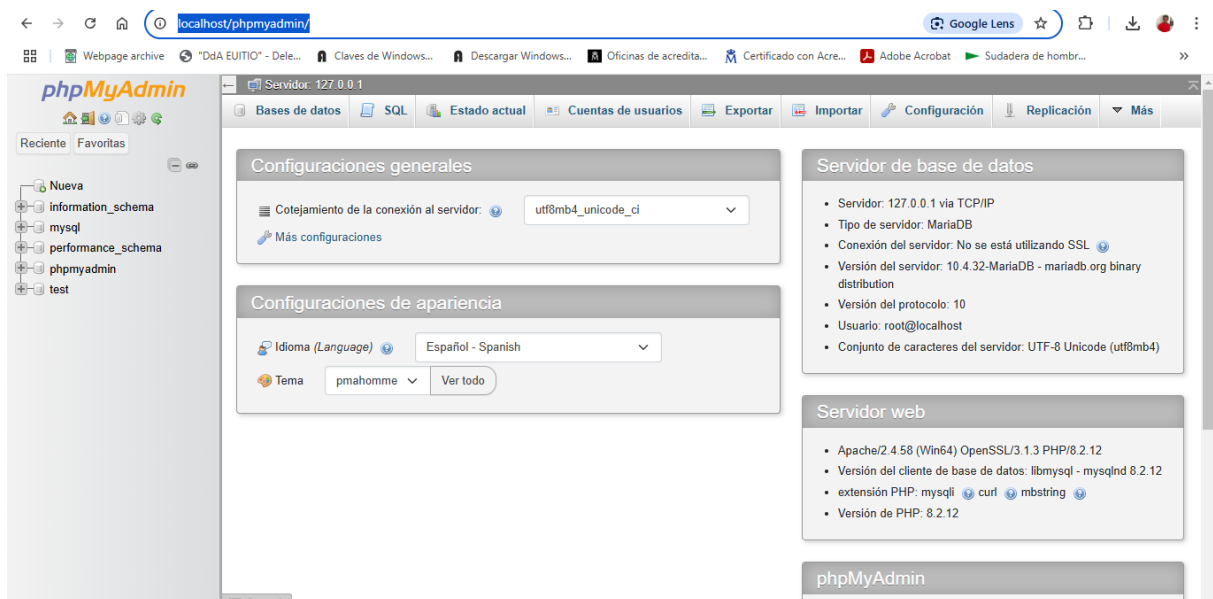 localhost/phpmyadmin/
Google Lens
Webpage archive
"DdA EUITIO" - Dele...
Claves de Windows...
Descargar Windows...
Oficinas de acredita...
Certificado con Acre...
Adobe Acrobat
Sudadera de hombr...
»
phpMyAdmin
Reciente Favoritas
Nueva
information_schema
mysql
performance_schema
phpmyadmin
test
Servidor: 127.0.0.1
Bases de datos SQL Estado actual Cuentas de usuarios Exportar Importar Configuración Replicación Más
Configuraciones generales
Cotejamiento de la conexión al servidor: utf8mb4_unicode_ci
Más configuraciones
Configuraciones de apariencia
Idioma (Language) Español - Spanish
Tema pmahomme Ver todo
Servidor de base de datos
• Servidor: 127.0.0.1 via TCP/IP
• Tipo de servidor: MariaDB
• Conexión del servidor: No se está utilizando SSL
• Versión del servidor: 10.4.32-MariaDB - mariadb.org binary
distribution
• Versión del protocolo: 10
• Usuario: root@localhost
• Conjunto de caracteres del servidor: UTF-8 Unicode (utf8mb4)
Servidor web
• Apache/2.4.58 (Win64) OpenSSL/3.1.3 PHP/8.2.12
• Versión del cliente de base de datos: libmysql - mysqlnd 8.2.12
• extensión PHP: mysqli curl mbstring
• Versión de PHP: 8.2.12
phpMyAdmin